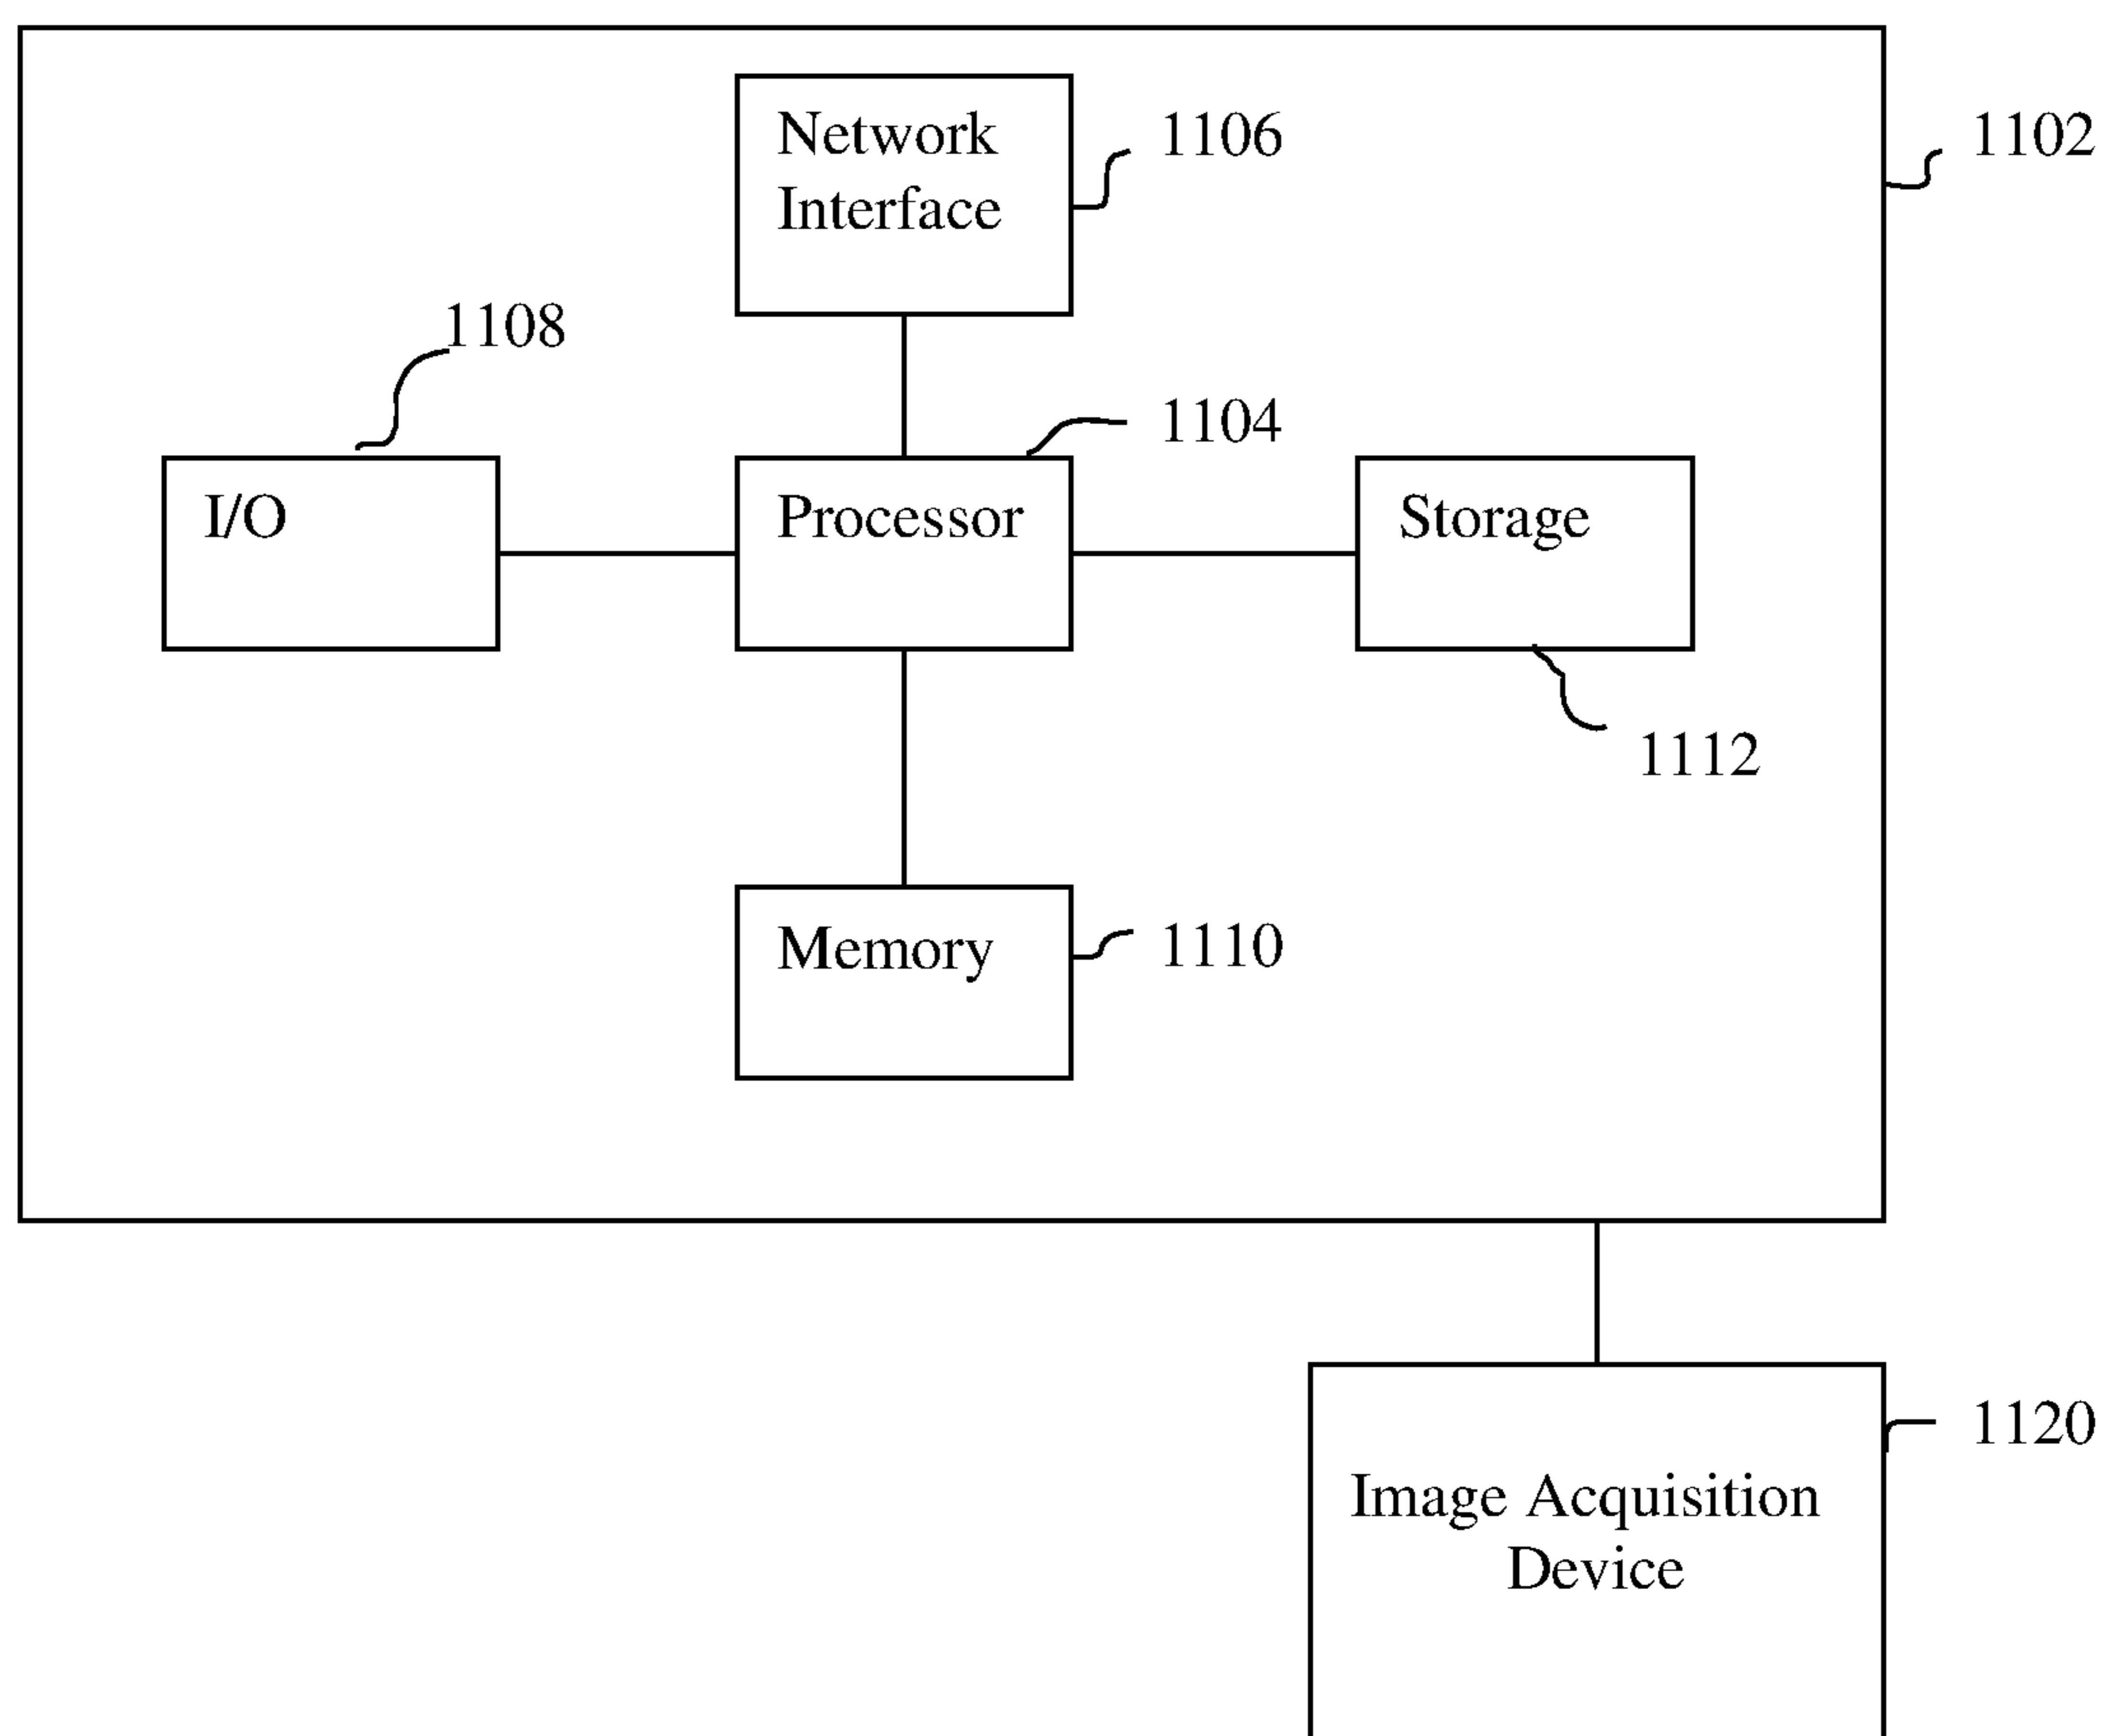 Network
Interface
1106
1102
1108
1104
I/O
Processor
Storage
1112
Memory
1110
1120
Image Acquisition
Device